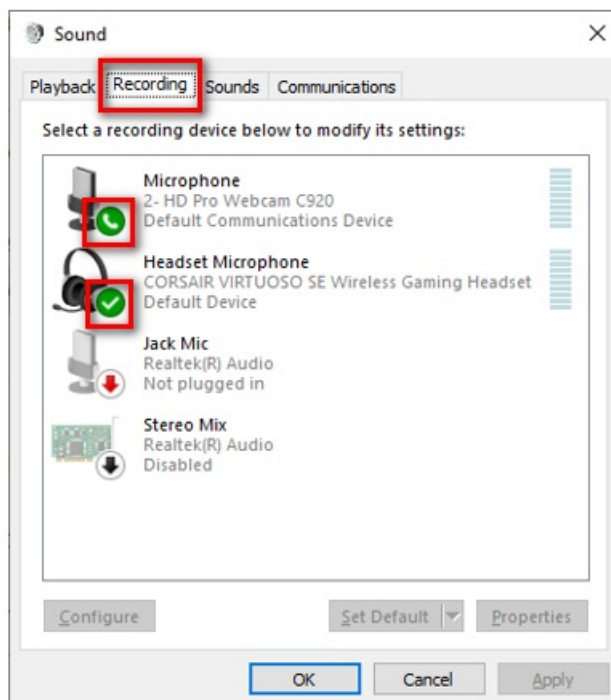 Sound
Playback Recording Sounds Communications
Select a recording device below to modify its settings:
Microphone
2- HD Pro Webcam C920
Default Communications Device
Headset Microphone
CORSAIR VIRTUOSO SE Wireless Gaming Headset
Default Device
Jack Mic
Realtek(R) Audio
Not plugged in
Stereo Mix
Realtek(R) Audio
Disabled
Configure Set Default Properties
OK Cancel Apply